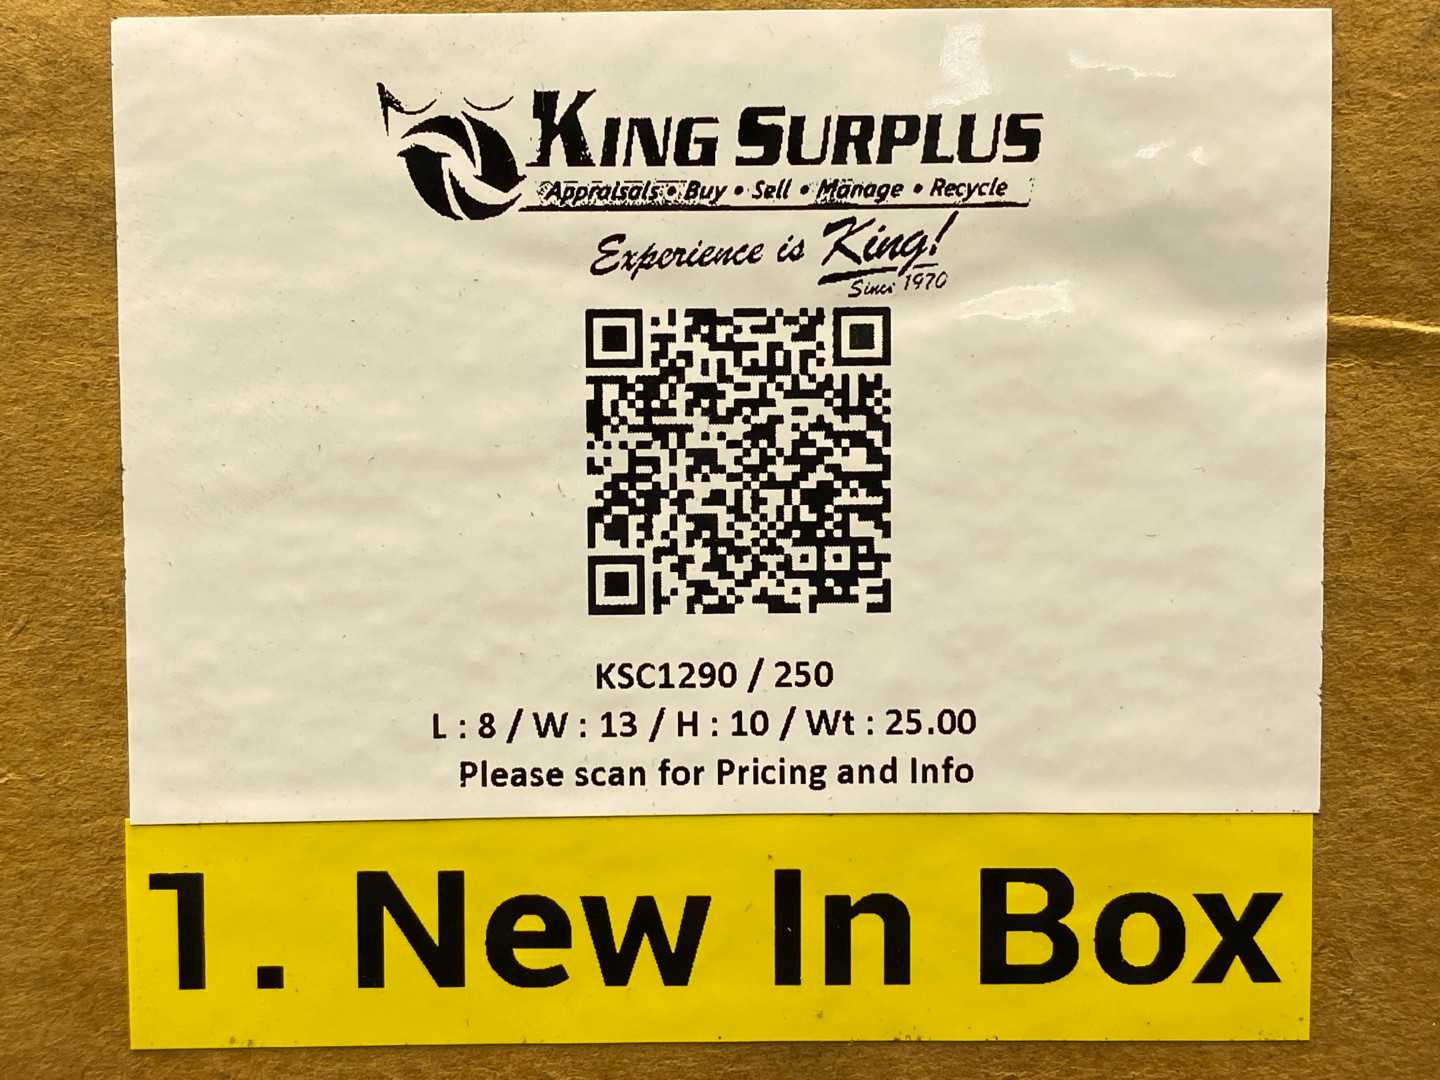 KING SURPLUS
Appraisals • Buy • Sell • Manage • Recycle
Experience is King!
Since 1970
KSC1290 / 250
L : 8 / W : 13 / H : 10 / Wt : 25.00
Please scan for Pricing and Info
1. New In Box